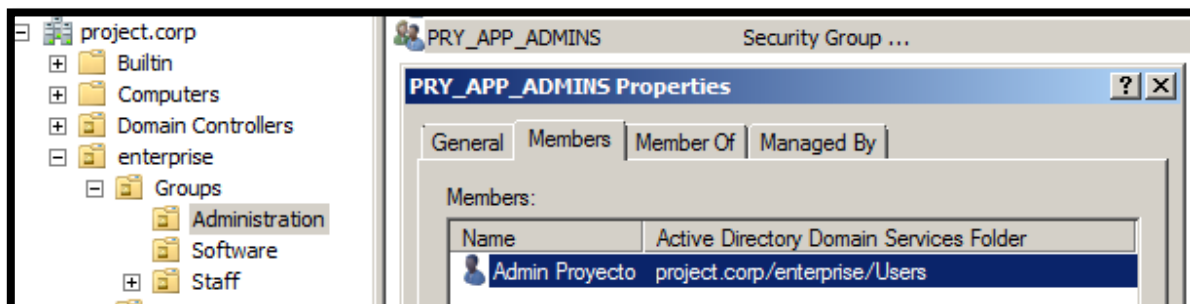 project.corp
Builtin
Computers
Domain Controllers
enterprise
Groups
Administration
Software
Staff
PRY_APP_ADMINS Security Group ...
PRY_APP_ADMINS Properties
? X
General Members Member Of Managed By
Members:
Name Active Directory Domain Services Folder
Admin Proyecto project.corp/enterprise/Users